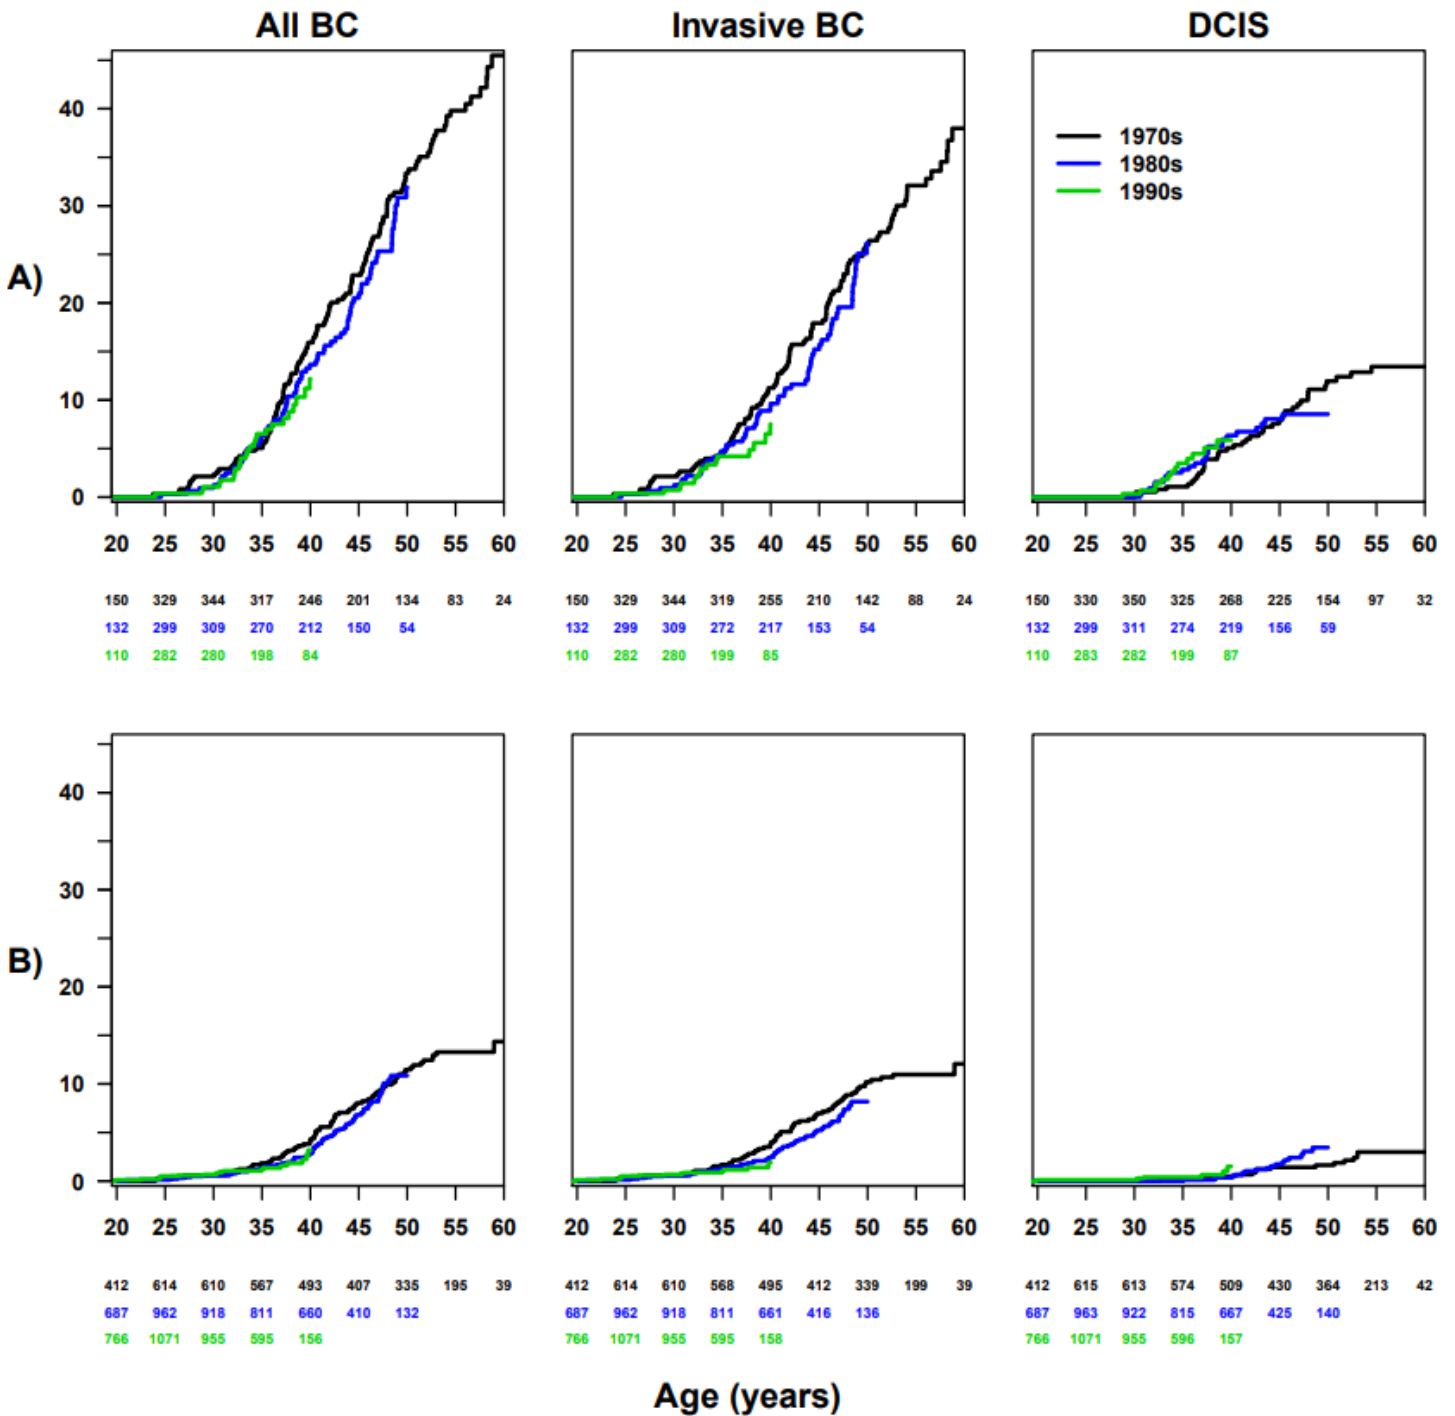 All BC Invasive BC DCIS
A)
40
30
20
10
0
1970s
1980s
1990s
20 25 30 35 40 45 50 55 60 20 25 30 35 40 45 50 55 60 20 25 30 35 40 45 50 55 60
150 329 344 317 246 201 134 83 24 150 329 344 319 255 210 142 88 24 150 330 350 325 268 225 154 97 32
132 299 309 270 212 150 54 132 299 309 272 217 153 54 132 299 311 274 219 156 59
110 282 280 198 84 110 282 280 199 85 110 283 282 199 87
B)
40
30
20
10
0
20 25 30 35 40 45 50 55 60 20 25 30 35 40 45 50 55 60 20 25 30 35 40 45 50 55 60
412 614 610 567 493 407 335 195 39 412 614 610 568 495 412 339 199 39 412 615 613 574 509 430 364 213 42
687 962 918 811 660 410 132 687 962 918 811 661 416 136 687 963 922 815 667 425 140
766 1071 955 595 156 766 1071 955 595 158 766 1071 955 596 157
Age (years)